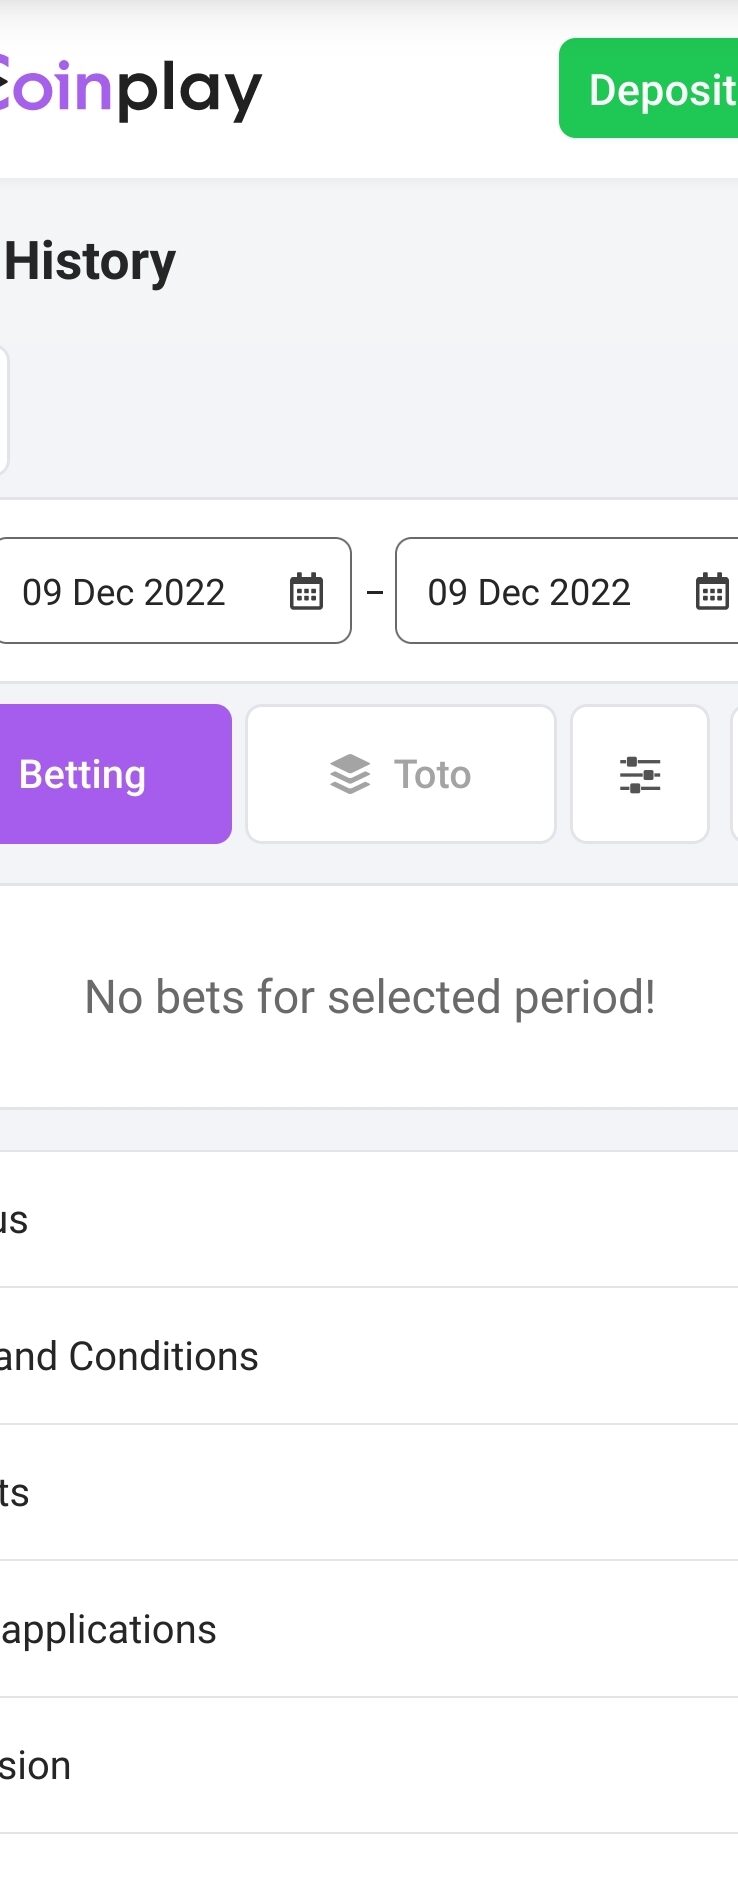 Coinplay
Deposit
History
09 Dec 2022 – 09 Dec 2022
Betting
Toto
No bets for selected period!
us
and Conditions
ts
applications
sion